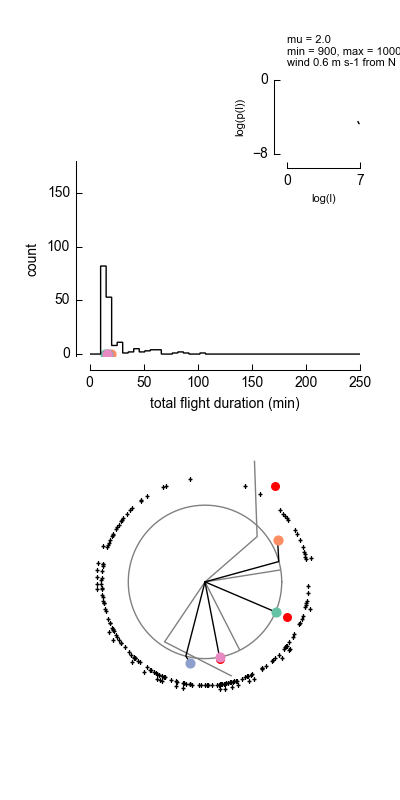 mu = 2.0
min = 900, max = 1000
wind 0.6 m s-1 from N
0
−8
log(p(l))
0 7
log(l)
150
100
50
0
count
0 50 100 150 200 250
total flight duration (min)